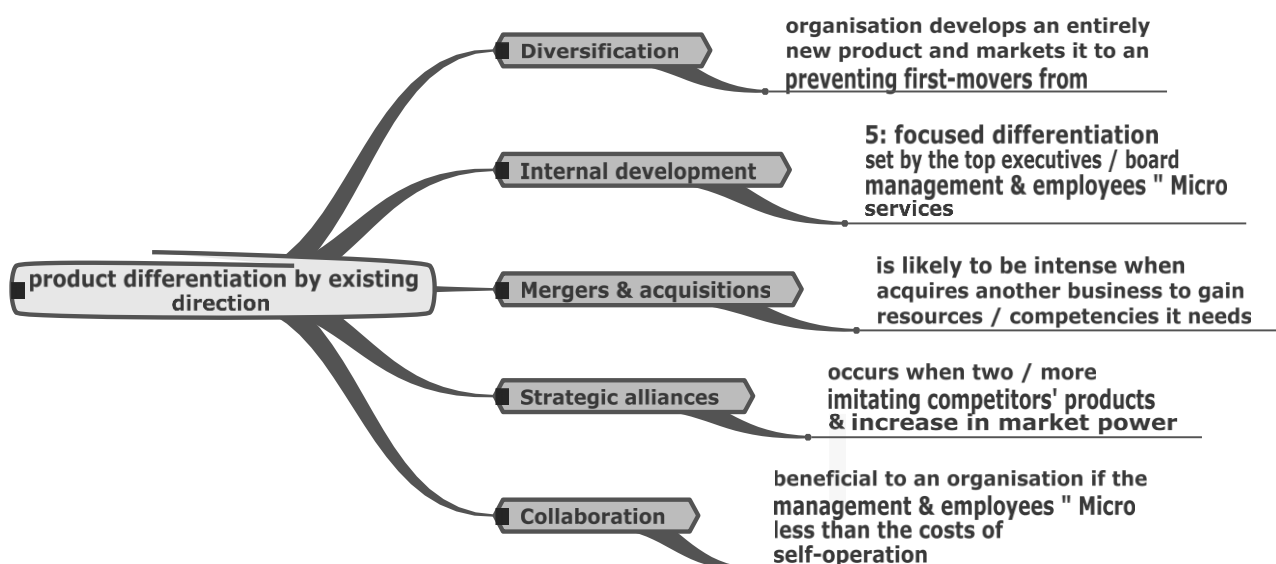 product differentiation by existing
direction
Diversification
organisation develops an entirely
new product and markets it to an
preventing first-movers from
Internal development
5: focused differentiation
set by the top executives / board
management & employees " Micro
services
Mergers & acquisitions
is likely to be intense when
acquires another business to gain
resources / competencies it needs
Strategic alliances
occurs when two / more
imitating competitors' products
& increase in market power
Collaboration
beneficial to an organisation if the
management & employees " Micro
less than the costs of
self-operation